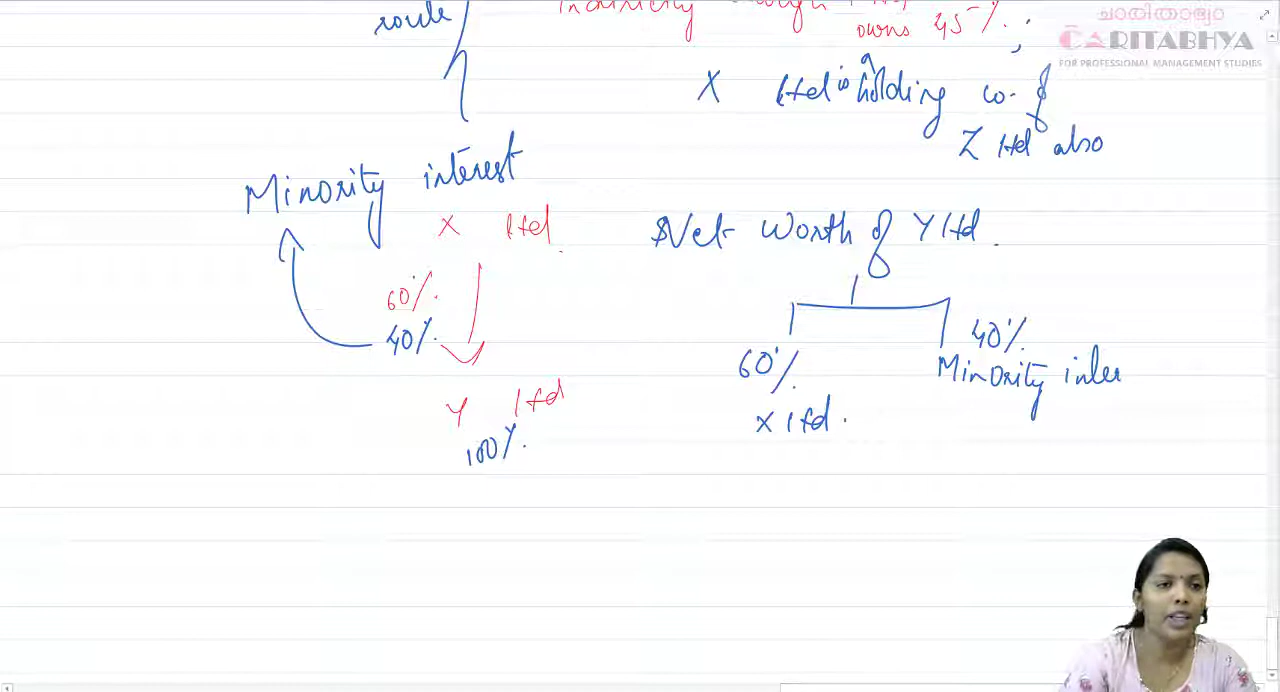 route
owns 45%.
ചാരിതാഭ്യാ
CARITABHYA
FOR PROFESSIONAL MANAGEMENT STUDIES
X ltd is a holding co. of
Z ltd also
Minority interest
X ltd.
60%.
40%.
Y ltd
100%.
Net Worth of Y ltd.
60%.
X ltd.
40%.
Minority inter